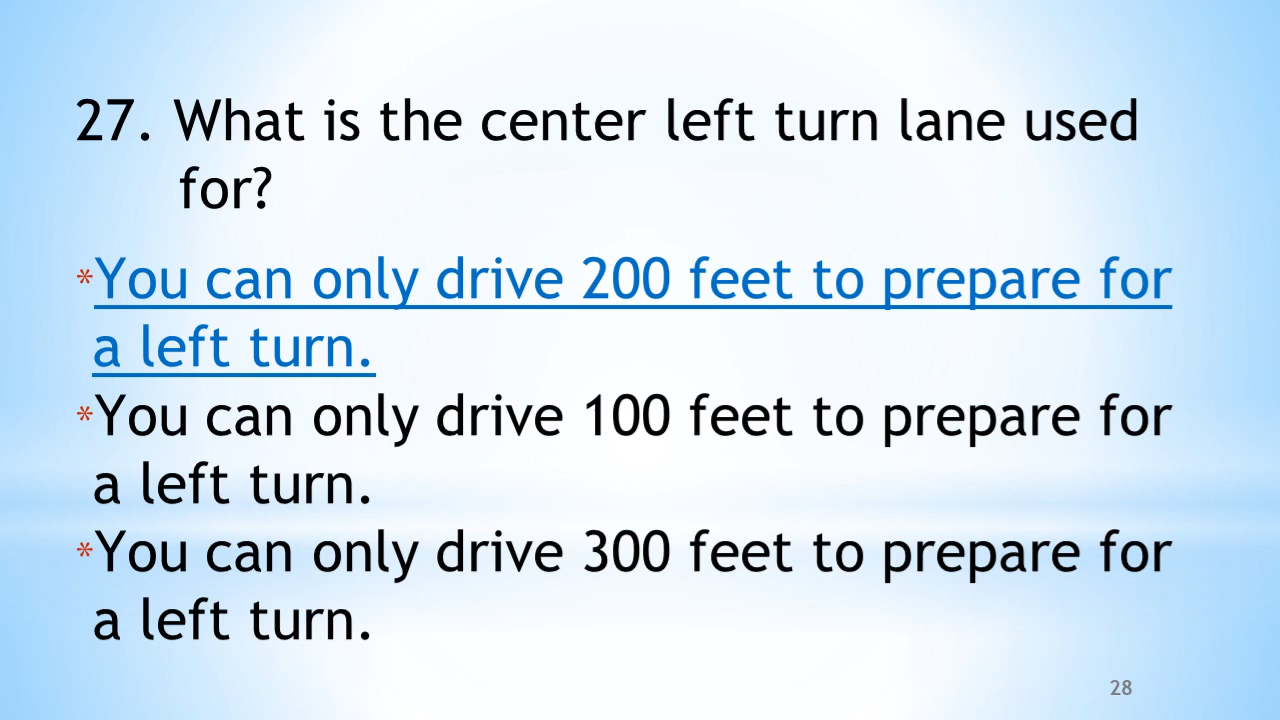 27. What is the center left turn lane used
for?
*You can only drive 200 feet to prepare for
a left turn.
*You can only drive 100 feet to prepare for
a left turn.
*You can only drive 300 feet to prepare for
a left turn.
28